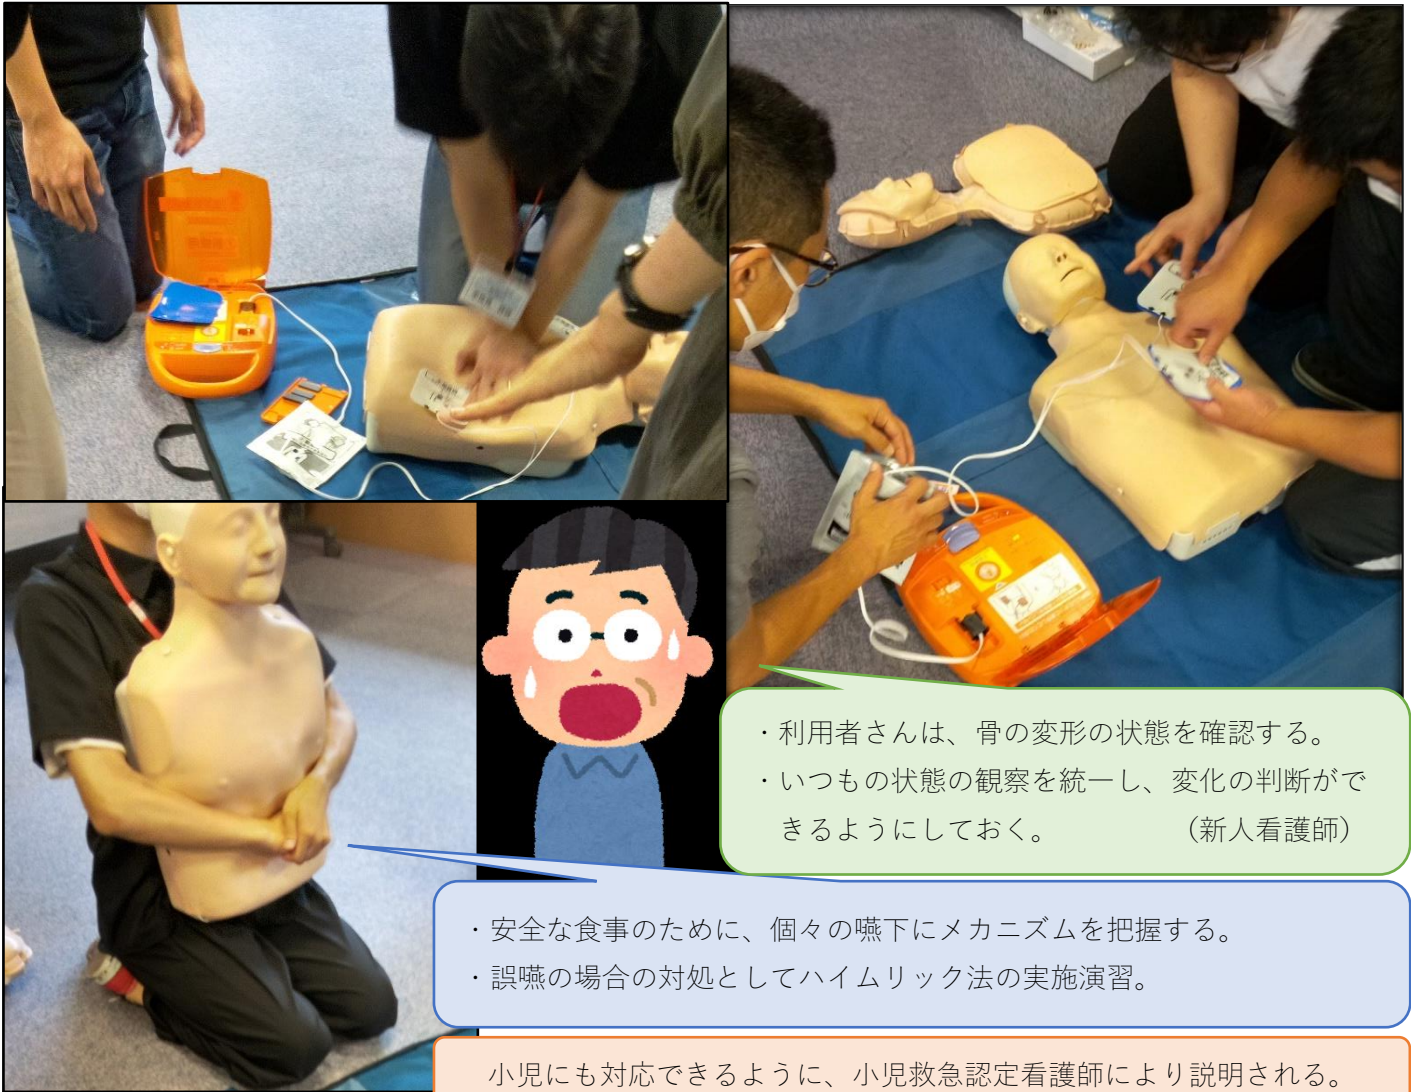 ・利用者さんは、骨の変形の状態を確認する。
・いつもの状態の観察を統一し、変化の判断がで
きるようにしておく。　　　　　（新人看護師）
・安全な食事のために、個々の嚥下にメカニズムを把握する。
・誤嚥の場合の対処としてハイムリック法の実施演習。
小児にも対応できるように、小児救急認定看護師により説明される。